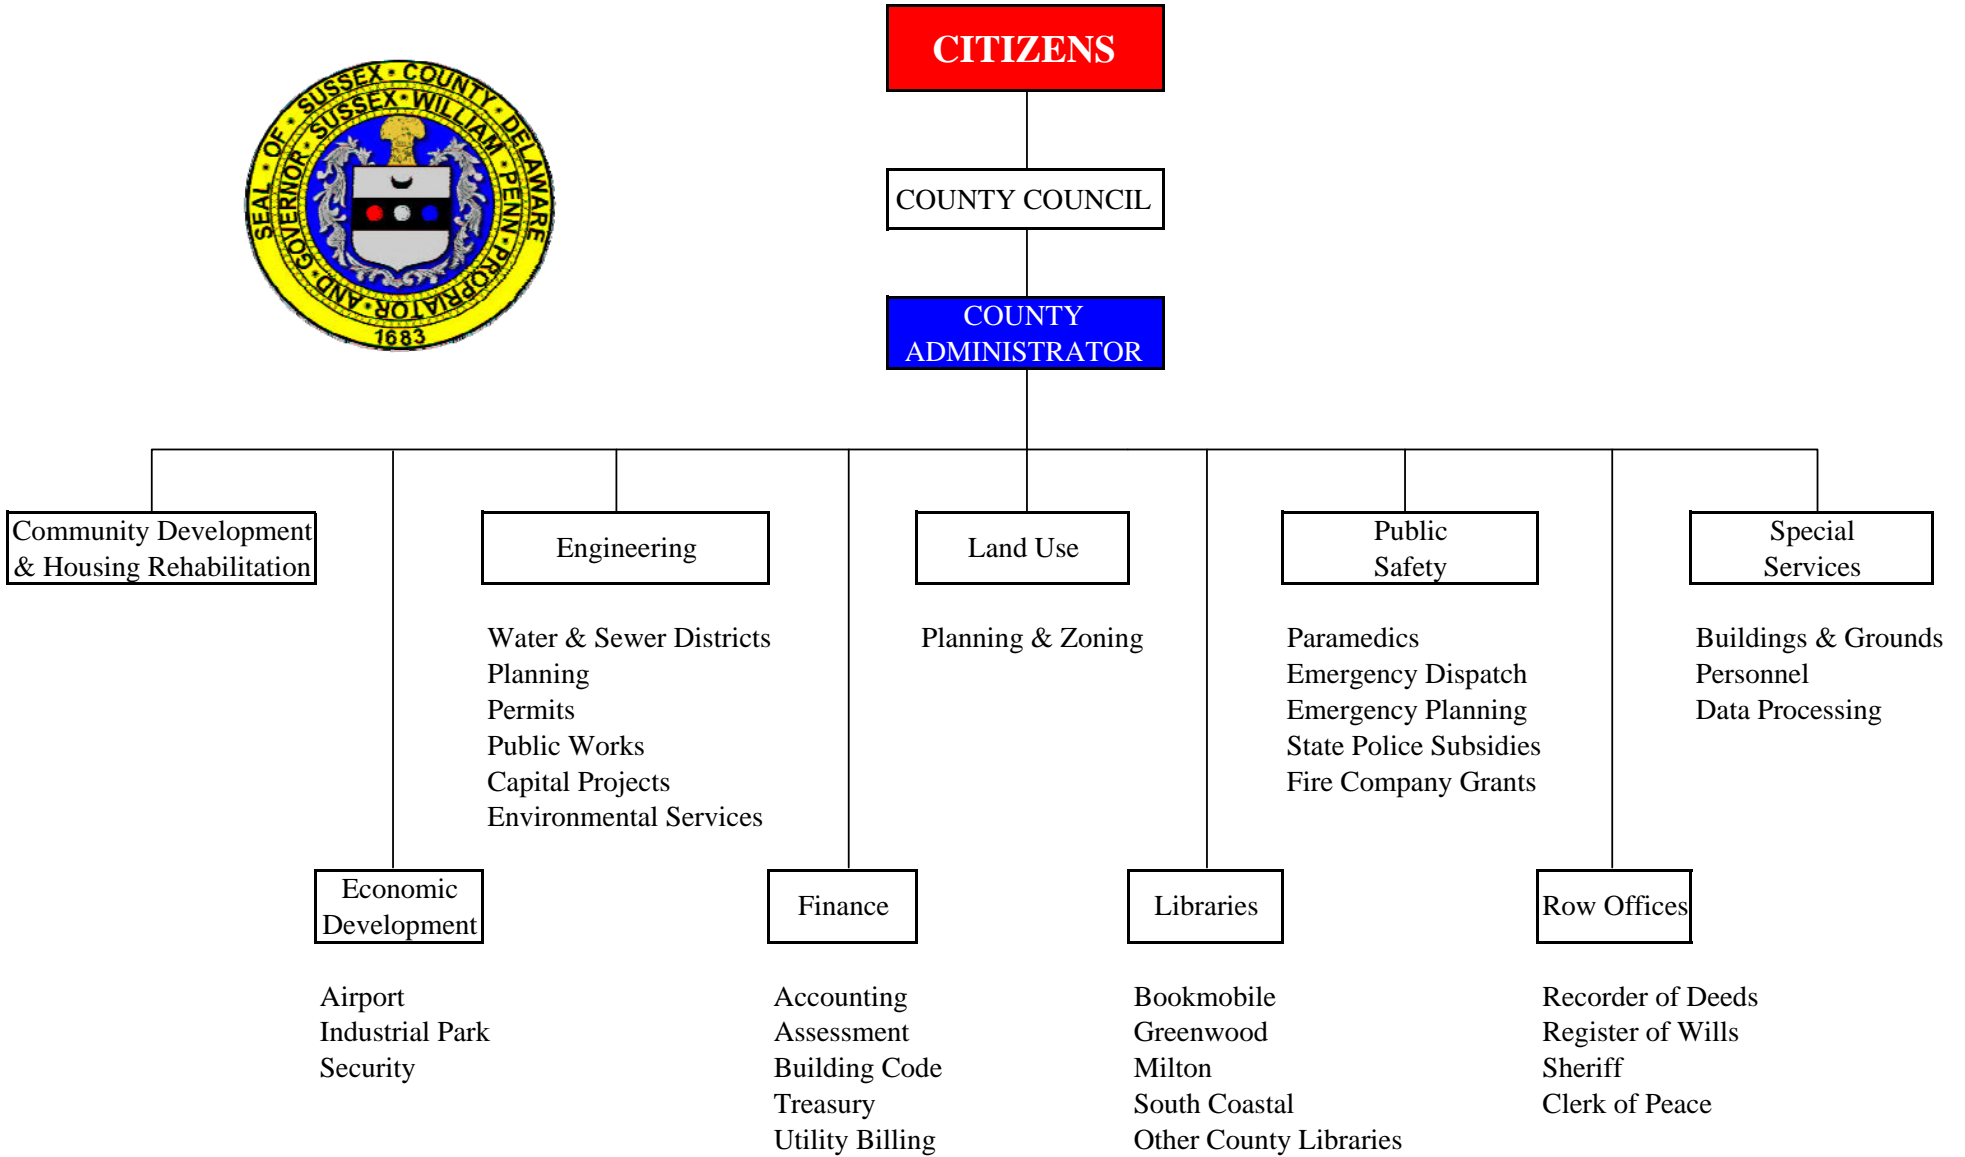 CITIZENS
SEAL · OF · SUSSEX · COUNTY · DELAWARE
GOVERNOR · SUSSEX · WILLIAM · PENN · PROPRIATOR · AND ·
1683
COUNTY COUNCIL
COUNTY
ADMINISTRATOR
Community Development
& Housing Rehabilitation
Engineering
Water & Sewer Districts
Planning
Permits
Public Works
Capital Projects
Environmental Services
Land Use
Planning & Zoning
Public
Safety
Paramedics
Emergency Dispatch
Emergency Planning
State Police Subsidies
Fire Company Grants
Special
Services
Buildings & Grounds
Personnel
Data Processing
Economic
Development
Airport
Industrial Park
Security
Finance
Accounting
Assessment
Building Code
Treasury
Utility Billing
Libraries
Bookmobile
Greenwood
Milton
South Coastal
Other County Libraries
Row Offices
Recorder of Deeds
Register of Wills
Sheriff
Clerk of Peace